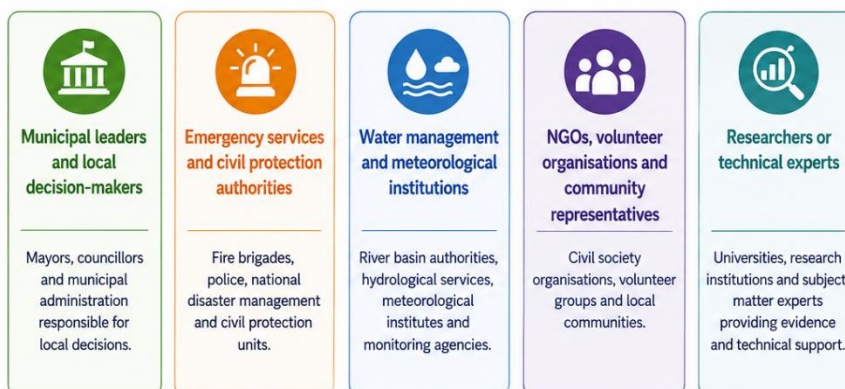 Municipal leaders
and local
decision-makers
Mayors, councillors
and municipal
administration
responsible for
local decisions.
Emergency services
and civil protection
authorities
Fire brigades,
police, national
disaster management
and civil protection
units.
Water management
and meteorological
institutions
River basin authorities,
hydrological services,
meteorological
institutes and
monitoring agencies.
NGOs, volunteer
organisations and
community
representatives
Civil society
organisations, volunteer
groups and local
communities.
Researchers or
technical experts
Universities, research
institutions and subject
matter experts
providing evidence
and technical support.